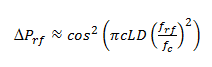 ΔP_rf ≈ cos²(πcLD(f_rf/f_c)²)